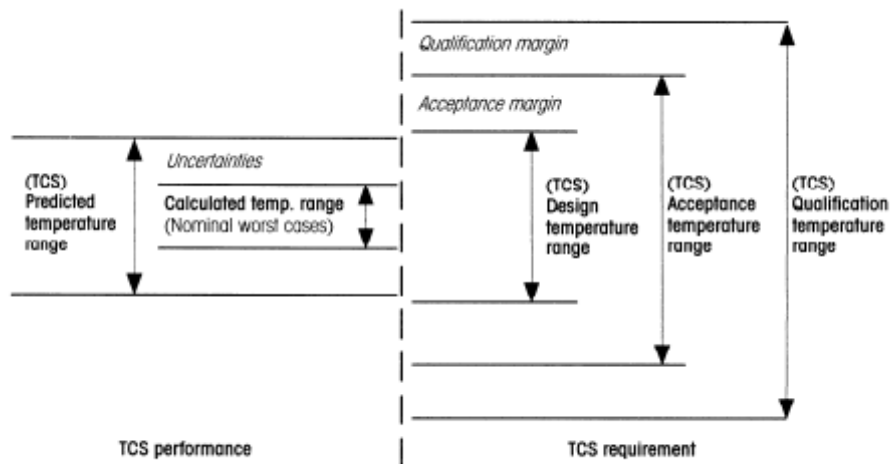 Qualification margin
Acceptance margin
Uncertainties
(TCS)
Predicted
temperature
range
Calculated temp. range
(Nominal worst cases)
(TCS)
Design
temperature
range
(TCS)
Acceptance
temperature
range
(TCS)
Qualification
temperature
range
TCS performance
TCS requirement